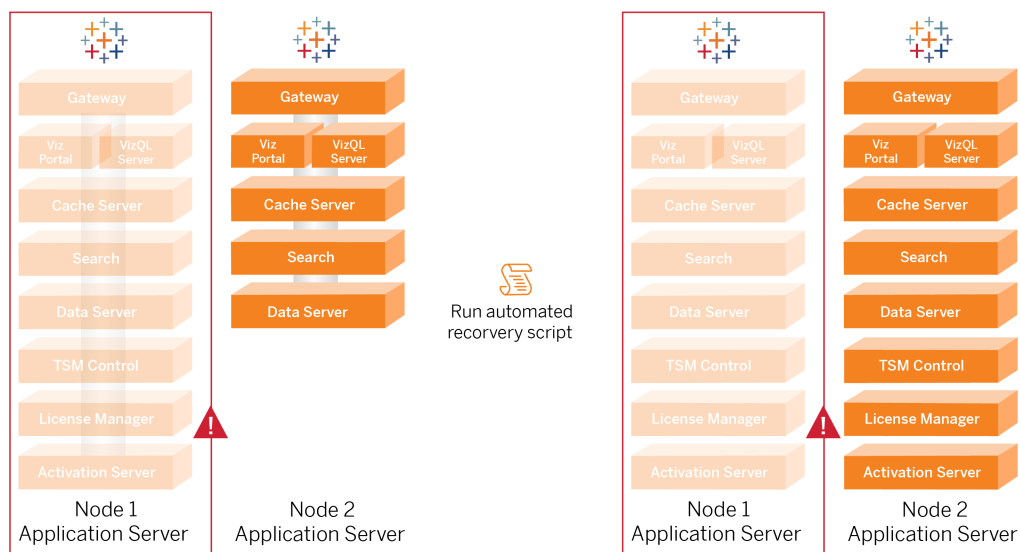 Gateway
Viz
Portal
VizQL
Server
Cache Server
Search
Data Server
TSM Control
License Manager
Activation Server
!
Node 1
Application Server
Gateway
Viz
Portal
VizQL
Server
Cache Server
Search
Data Server
Node 2
Application Server
Run automated
recorvery script
Gateway
Viz
Portal
VizQL
Server
Cache Server
Search
Data Server
TSM Control
License Manager
Activation Server
!
Node 1
Application Server
Gateway
Viz
Portal
VizQL
Server
Cache Server
Search
Data Server
TSM Control
License Manager
Activation Server
Node 2
Application Server